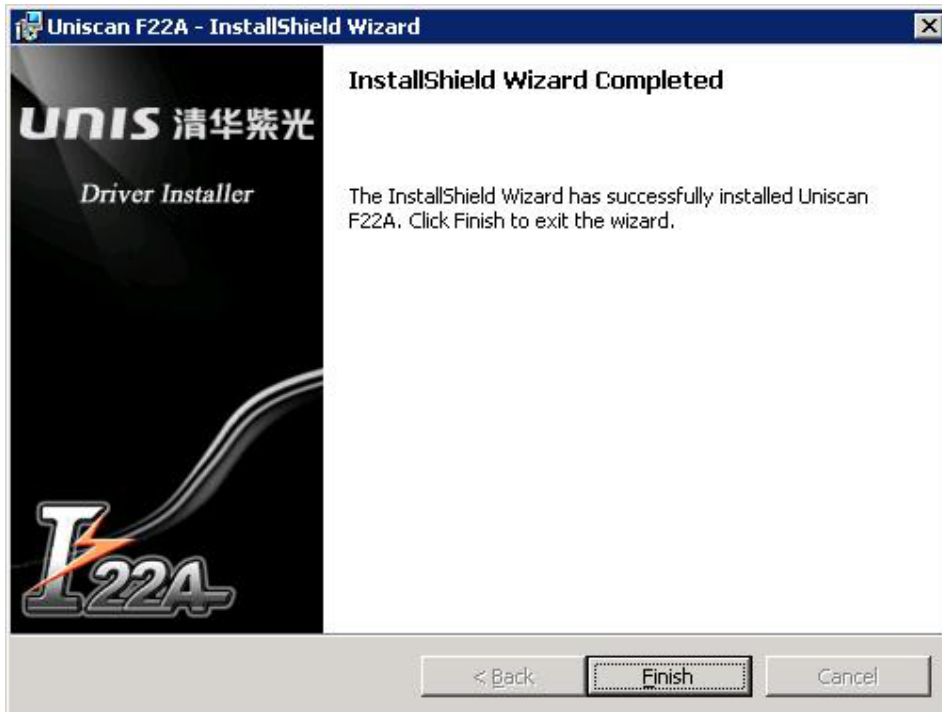 Uniscan F22A - InstallShield Wizard
InstallShield Wizard Completed
UNIS 清华紫光
Driver Installer
The InstallShield Wizard has successfully installed Uniscan
F22A. Click Finish to exit the wizard.
F22A
< Back
Finish
Cancel